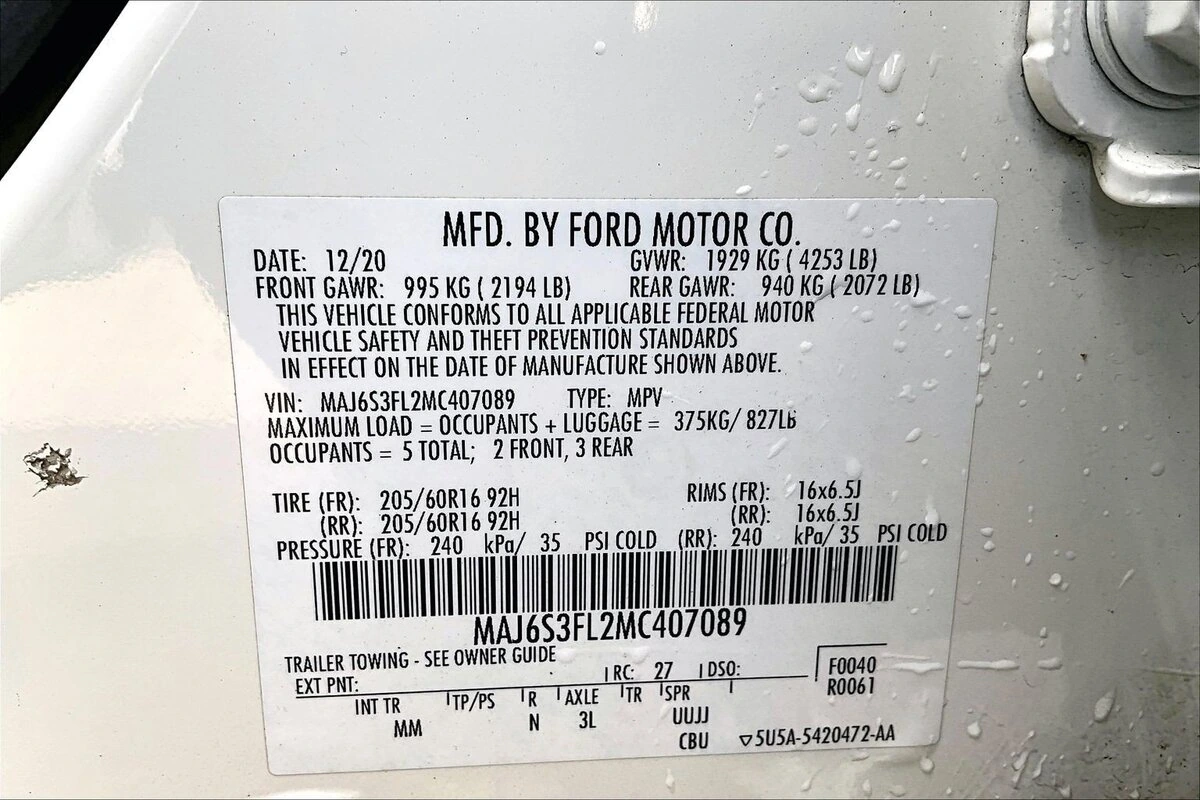 MFD. BY FORD MOTOR CO.
DATE: 12/20 GVWR: 1929 KG ( 4253 LB)
FRONT GAWR: 995 KG ( 2194 LB) REAR GAWR: 940 KG ( 2072 LB)
THIS VEHICLE CONFORMS TO ALL APPLICABLE FEDERAL MOTOR
VEHICLE SAFETY AND THEFT PREVENTION STANDARDS
IN EFFECT ON THE DATE OF MANUFACTURE SHOWN ABOVE.
VIN: MAJ6S3FL2MC407089 TYPE: MPV
MAXIMUM LOAD = OCCUPANTS + LUGGAGE = 375KG/ 827LB
OCCUPANTS = 5 TOTAL; 2 FRONT, 3 REAR
TIRE (FR): 205/60R16 92H RIMS (FR): 16x6.5J
(RR): 205/60R16 92H (RR): 16x6.5J
PRESSURE (FR): 240 kPa/ 35 PSI COLD (RR): 240 kPa/ 35 PSI COLD
MAJ6S3FL2MC407089
TRAILER TOWING - SEE OWNER GUIDE
EXT PNT: RC: 27 DSO: F0040
R0061
INT TR TP/PS R AXLE TR SPR
MM N 3L UUJJ
CBU ▽5U5A-5420472-AA